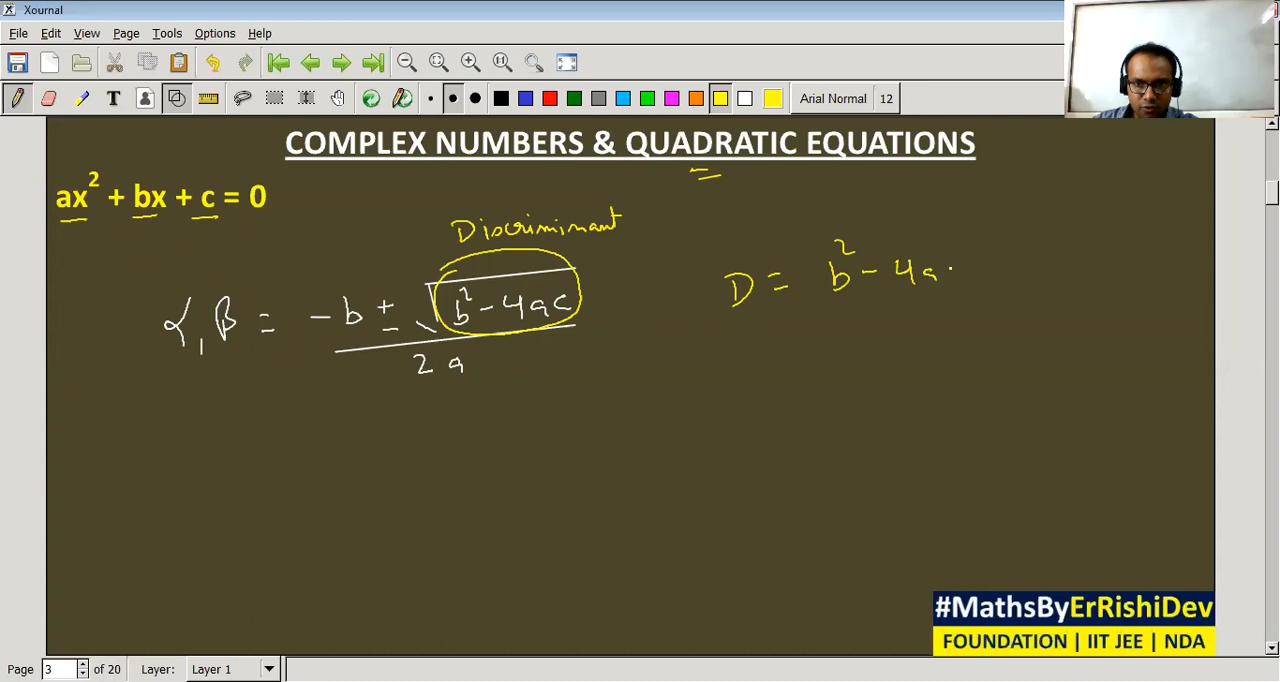 Xournal
File Edit View Page Tools Options Help
Arial Normal 12
COMPLEX NUMBERS & QUADRATIC EQUATIONS
ax² + bx + c = 0
Discriminant
α, β = -b ± √(b² - 4ac) / 2a
D = b² - 4a
#MathsByErRishiDev
FOUNDATION | IIT JEE | NDA
Page 3 of 20 Layer: Layer 1